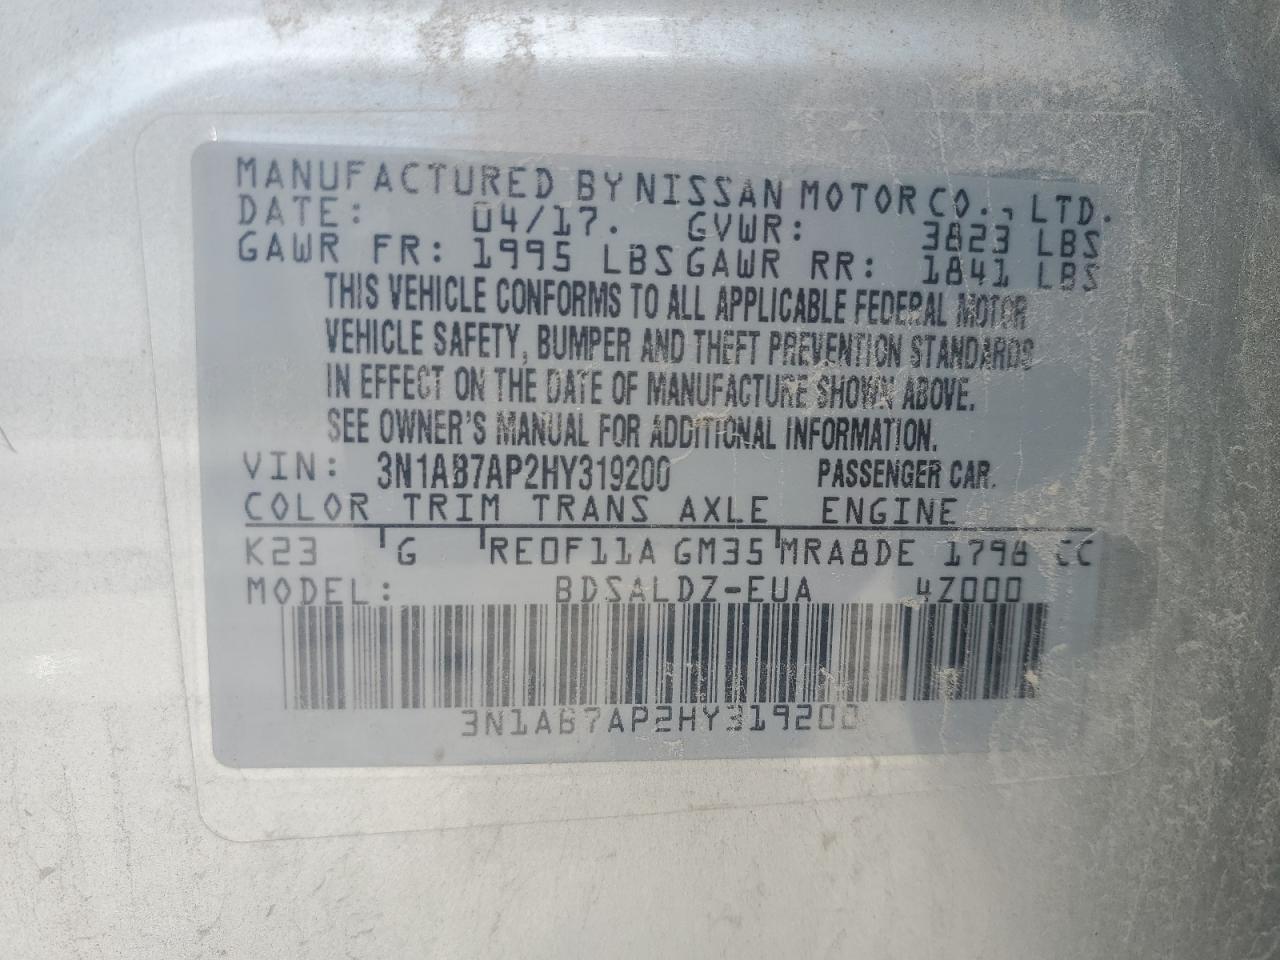 MANUFACTURED BY NISSAN MOTOR CO., LTD.
DATE: 04/17. GVWR: 3823 LBS
GAWR FR: 1995 LBS GAWR RR: 1841 LBS
THIS VEHICLE CONFORMS TO ALL APPLICABLE FEDERAL MOTOR
VEHICLE SAFETY, BUMPER AND THEFT PREVENTION STANDARDS
IN EFFECT ON THE DATE OF MANUFACTURE SHOWN ABOVE.
SEE OWNER'S MANUAL FOR ADDITIONAL INFORMATION.
VIN: 3N1AB7AP2HY319200 PASSENGER CAR.
COLOR TRIM TRANS AXLE ENGINE
K23 G RE0F11A GM35 MRA8DE 1798 CC
MODEL: BDSALDZ-EUA 4Z000
3N1AB7AP2HY319200